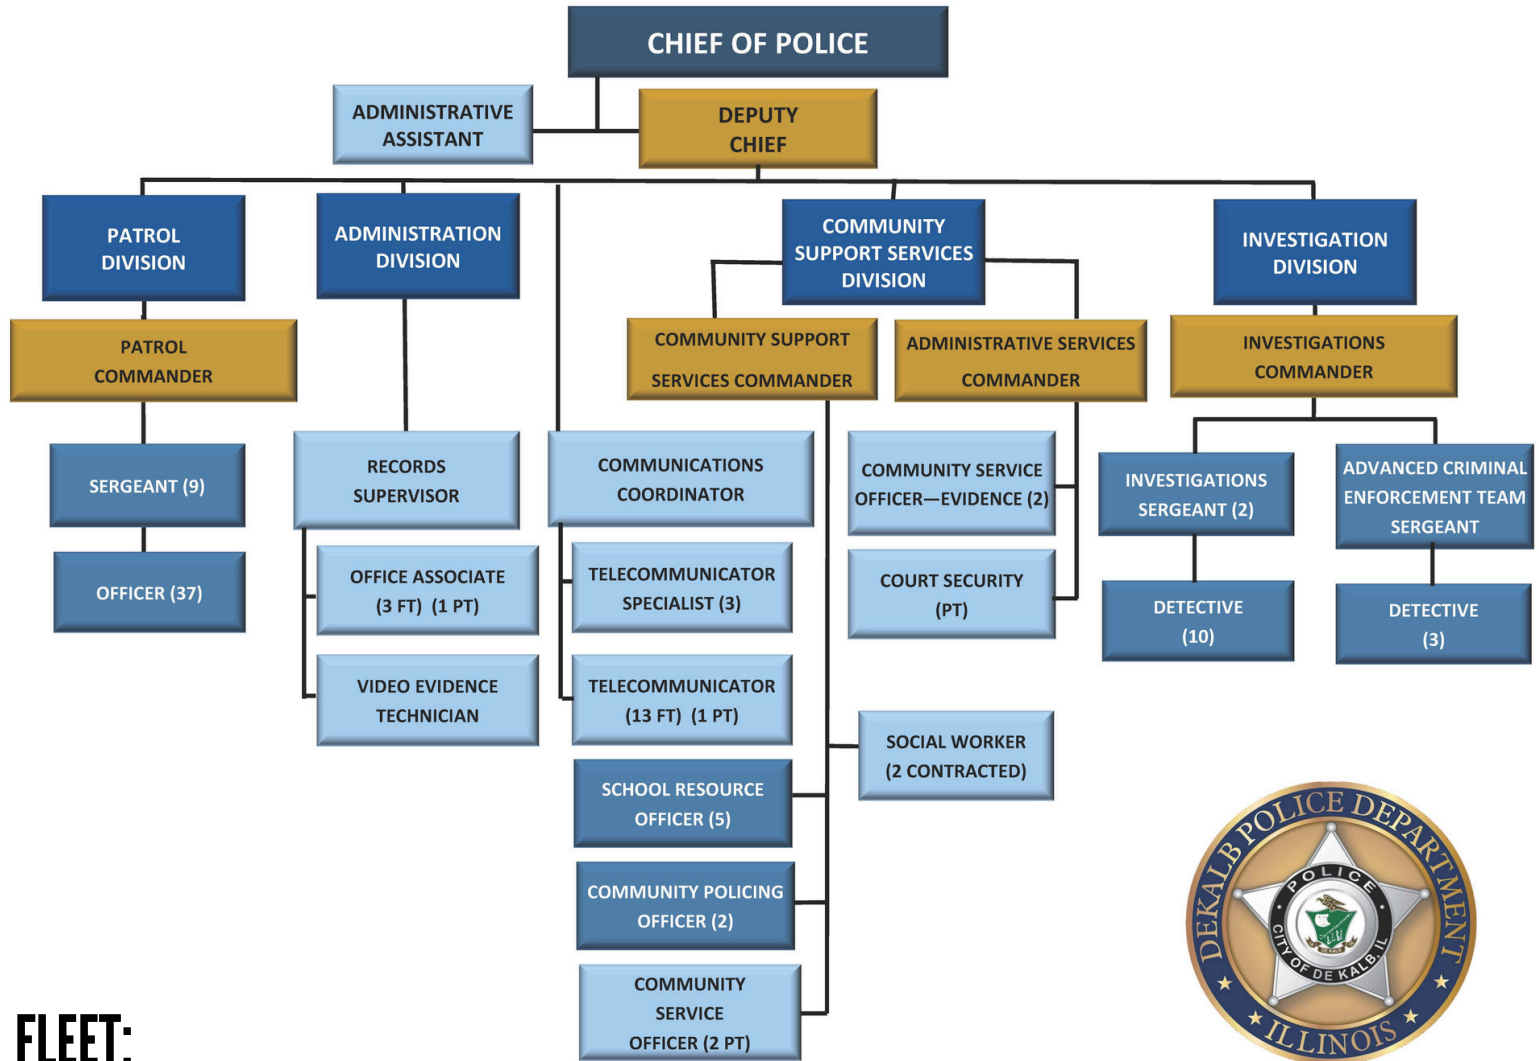 CHIEF OF POLICE
ADMINISTRATIVE
ASSISTANT
DEPUTY
CHIEF
PATROL
DIVISION
ADMINISTRATION
DIVISION
COMMUNITY
SUPPORT SERVICES
DIVISION
INVESTIGATION
DIVISION
PATROL
COMMANDER
COMMUNITY SUPPORT
SERVICES COMMANDER
ADMINISTRATIVE SERVICES
COMMANDER
INVESTIGATIONS
COMMANDER
SERGEANT (9)
OFFICER (37)
RECORDS
SUPERVISOR
OFFICE ASSOCIATE
(3 FT) (1 PT)
VIDEO EVIDENCE
TECHNICIAN
COMMUNICATIONS
COORDINATOR
TELECOMMUNICATOR
SPECIALIST (3)
TELECOMMUNICATOR
(13 FT) (1 PT)
SCHOOL RESOURCE
OFFICER (5)
COMMUNITY POLICING
OFFICER (2)
COMMUNITY
SERVICE
OFFICER (2 PT)
SOCIAL WORKER
(2 CONTRACTED)
COMMUNITY SERVICE
OFFICER—EVIDENCE (2)
COURT SECURITY
(PT)
INVESTIGATIONS
SERGEANT (2)
DETECTIVE
(10)
ADVANCED CRIMINAL
ENFORCEMENT TEAM
SERGEANT
DETECTIVE
(3)
DEKALB POLICE DEPARTMENT
POLICE
CITY OF DE KALB, IL
DE KALB
ILLINOIS
FLEET: